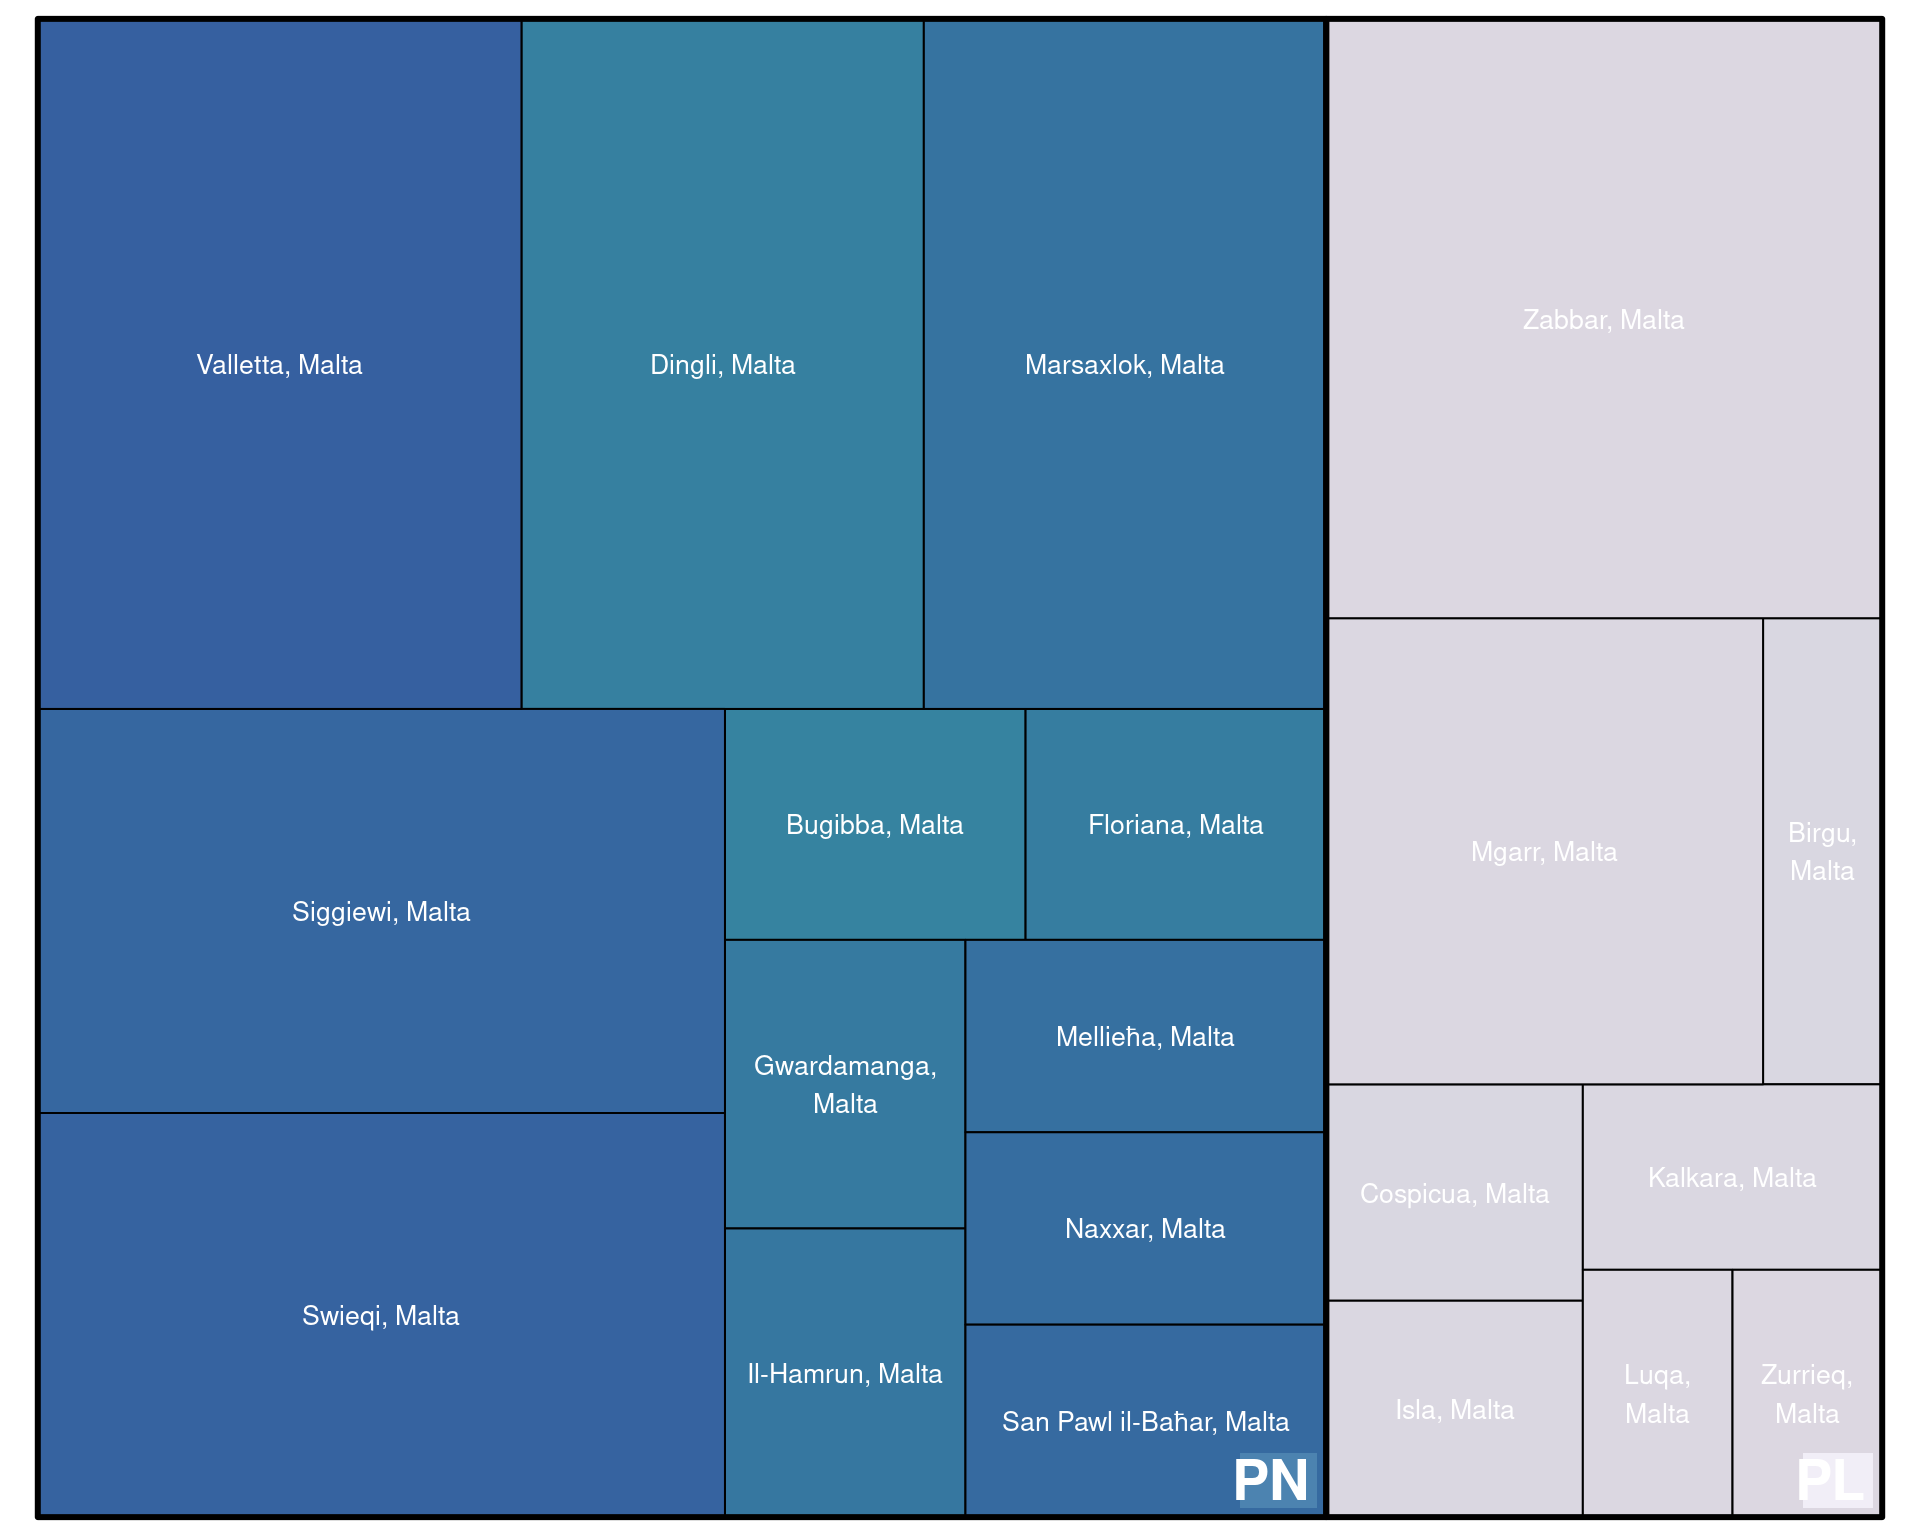 Valletta, Malta
Dingli, Malta
Marsaxlok, Malta
Zabbar, Malta
Siggiewi, Malta
Bugibba, Malta
Floriana, Malta
Mgarr, Malta
Birgu,
Malta
Gwardamanga,
Malta
Mellieħa, Malta
Cospicua, Malta
Kalkara, Malta
Naxxar, Malta
Swieqi, Malta
Il-Hamrun, Malta
San Pawl il-Baħar, Malta
Isla, Malta
Luqa,
Malta
Zurrieq,
Malta
PN
PL